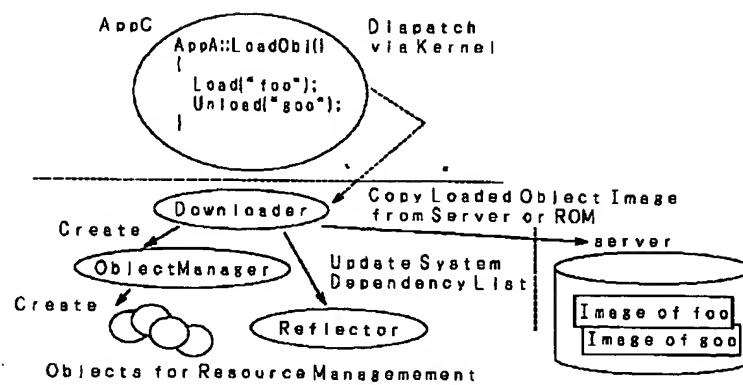 AppC
AppA::LoadObj()
{
Load("foo");
Unload("goo");
}
Dispatch
via Kernel
Downloader
Copy Loaded Object Image
from Server or ROM
Create
server
ObjectManager
Update System
Dependency List
Create
Reflector
Image of foo
Image of goo
Objects for Resource Managemement